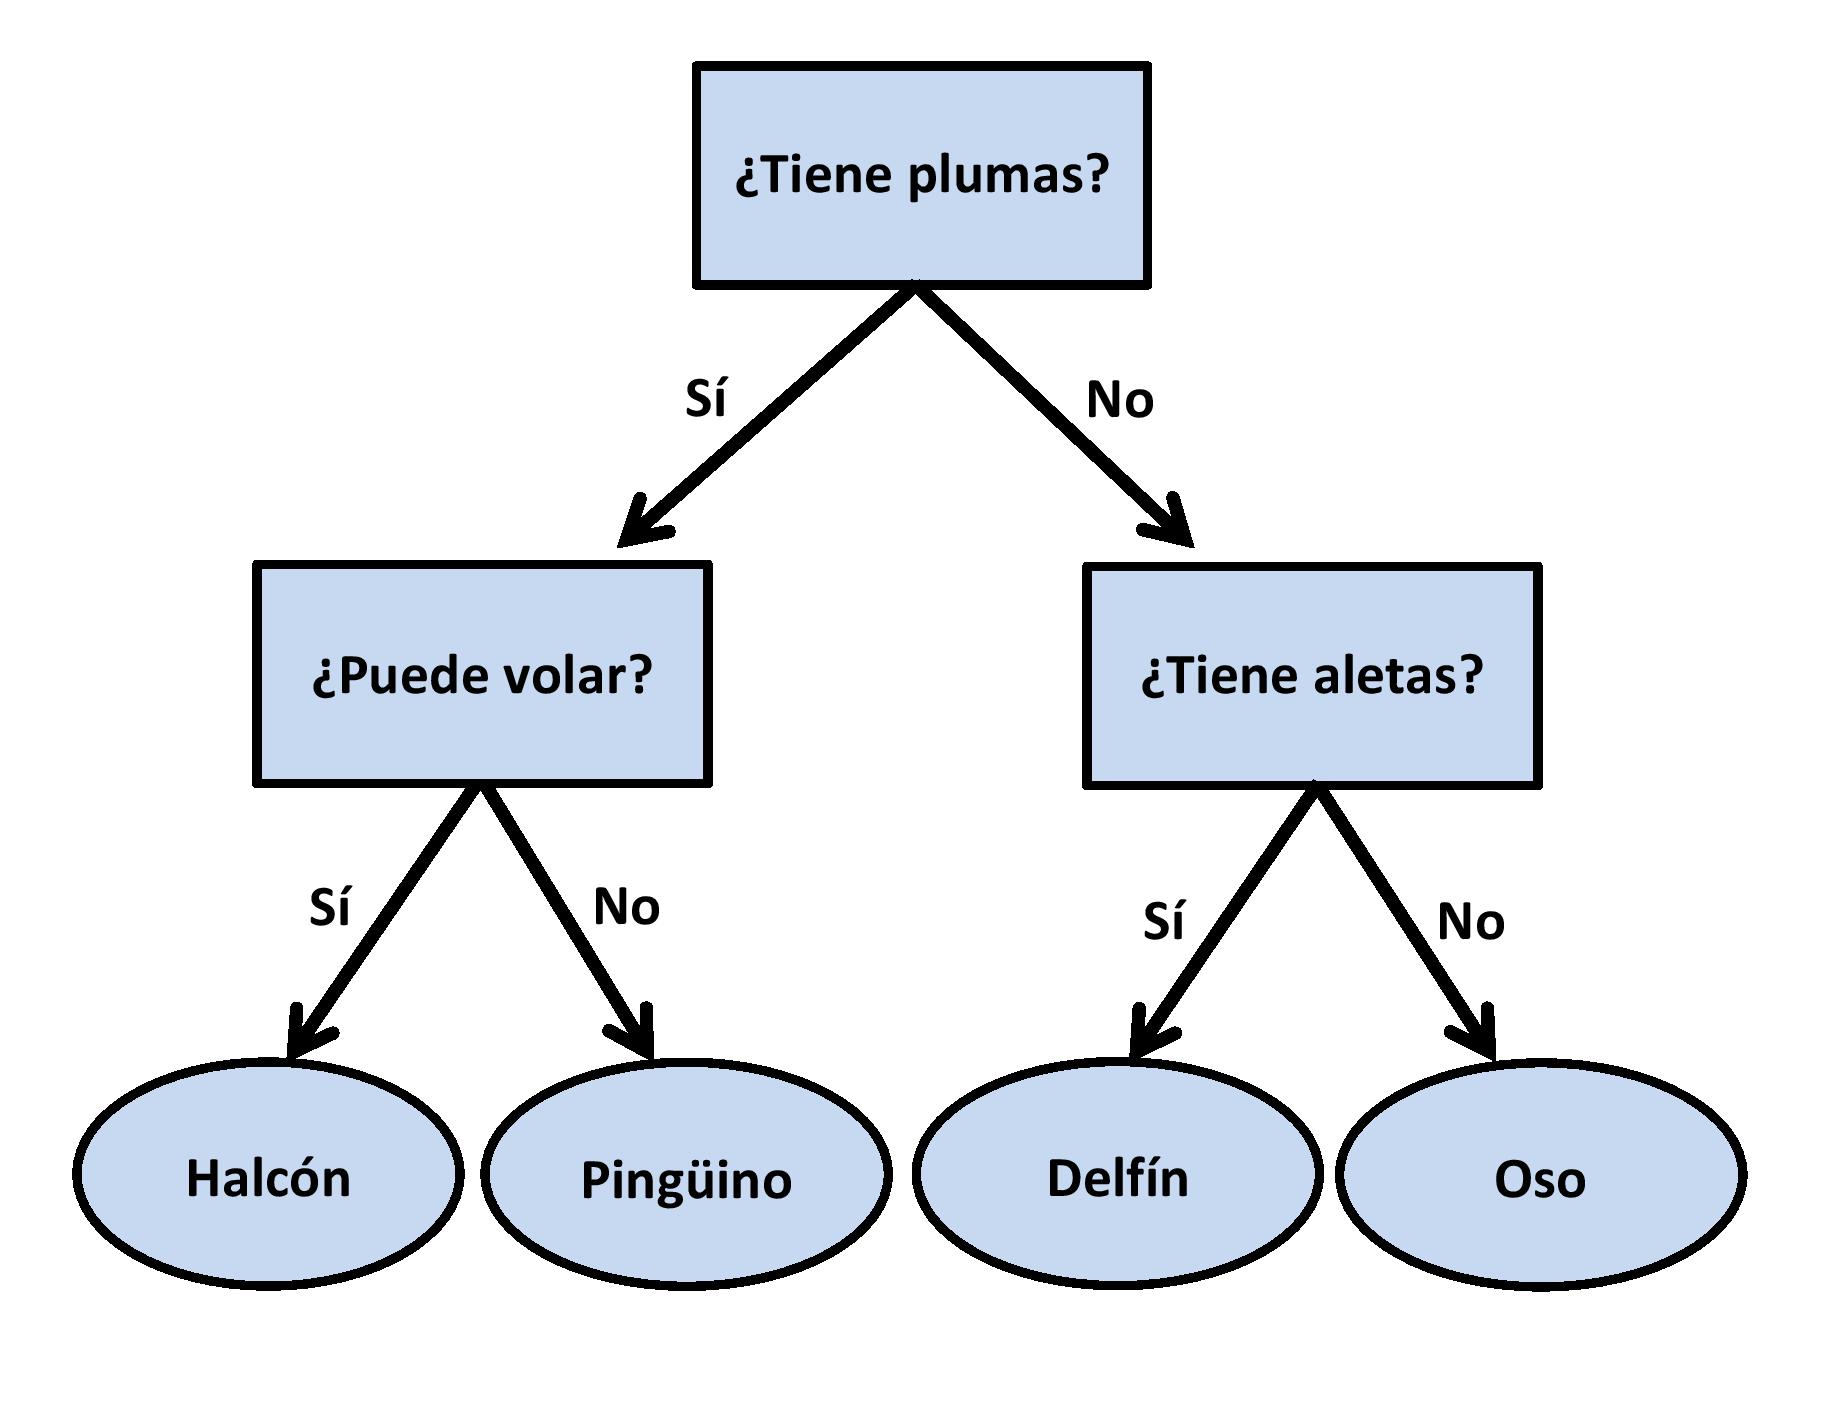 ¿Tiene plumas?
Sí
No
¿Puede volar?
¿Tiene aletas?
Sí
No
Sí
No
Halcón
Pingüino
Delfín
Oso